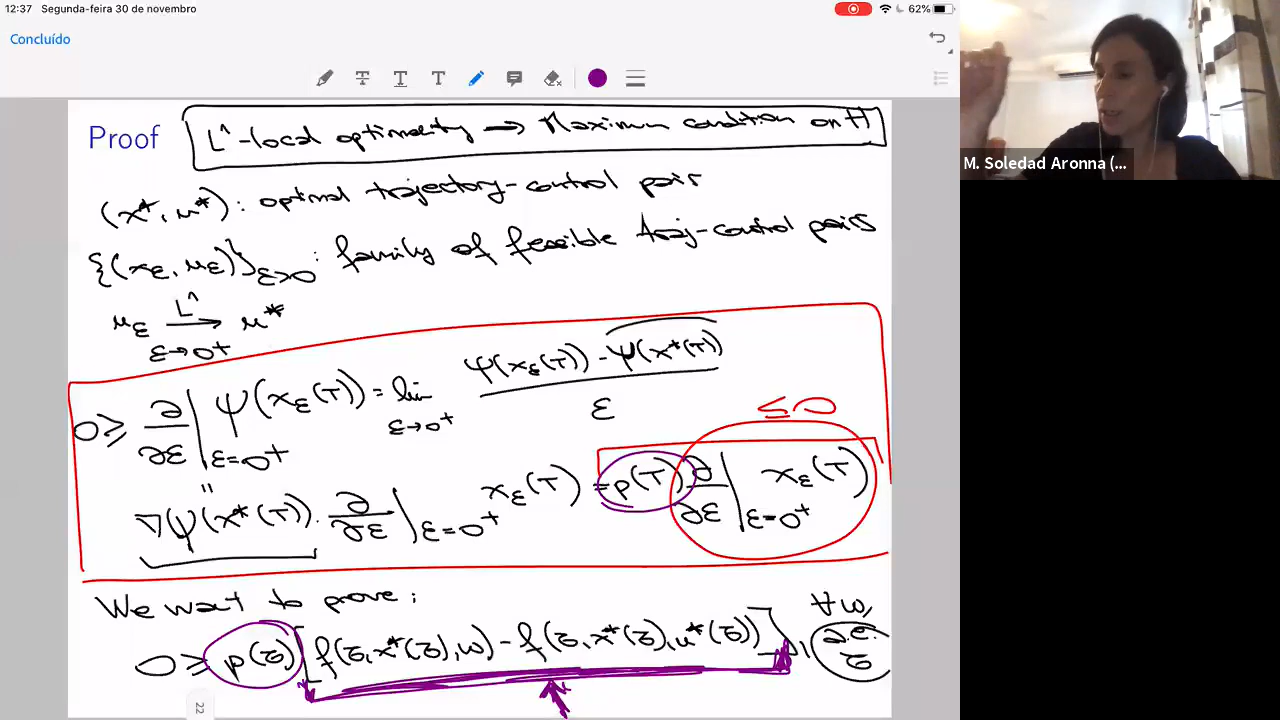 12:37 Segunda-feira 30 de novembro 62%
Concluído
M. Soledad Aronna (...
Proof L^1-local optimality → Maximum condition on H
(x*, u*): optimal trajectory-control pair
{(x_ε, u_ε)}_{ε>0}: family of feasible traj-control pairs
u_ε →^{L^1}_{ε→0+} u*
0 ≥ ∂/∂ε |_{ε=0+} ψ(x_ε(T)) = lim_{ε→0+} (ψ(x_ε(T)) - ψ(x*(T))) / ε
≤0
" ∇ψ(x*(T)) · ∂/∂ε |_{ε=0+} x_ε(T) = p(T) ∂/∂ε |_{ε=0+} x_ε(T)
We want to prove:
0 ≥ p(τ) [f(τ, x*(τ), w) - f(τ, x*(τ), u*(τ))], ∀w, a.e. τ
22